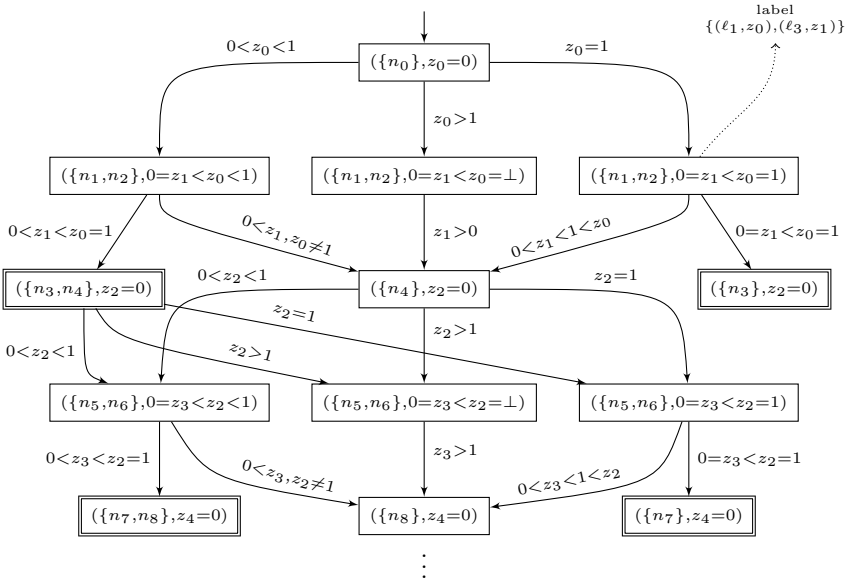 label
{(ℓ₁,z₀),(ℓ₃,z₁)}
0<z₀<1
z₀=1
({n₀},z₀=0)
z₀>1
({n₁,n₂},0=z₁<z₀<1)
({n₁,n₂},0=z₁<z₀=⊥)
({n₁,n₂},0=z₁<z₀=1)
0<z₁<z₀=1
0<z₁,z₀≠1
z₁>0
0<z₁<1<z₀
0=z₁<z₀=1
({n₃,n₄},z₂=0)
0<z₂<1
({n₄},z₂=0)
z₂=1
({n₃},z₂=0)
z₂=1
0<z₂<1
z₂>1
z₂>1
({n₅,n₆},0=z₃<z₂<1)
({n₅,n₆},0=z₃<z₂=⊥)
({n₅,n₆},0=z₃<z₂=1)
0<z₃<z₂=1
0<z₃,z₂≠1
z₃>1
0<z₃<1<z₂
0=z₃<z₂=1
({n₇,n₈},z₄=0)
({n₈},z₄=0)
({n₇},z₄=0)
⋮